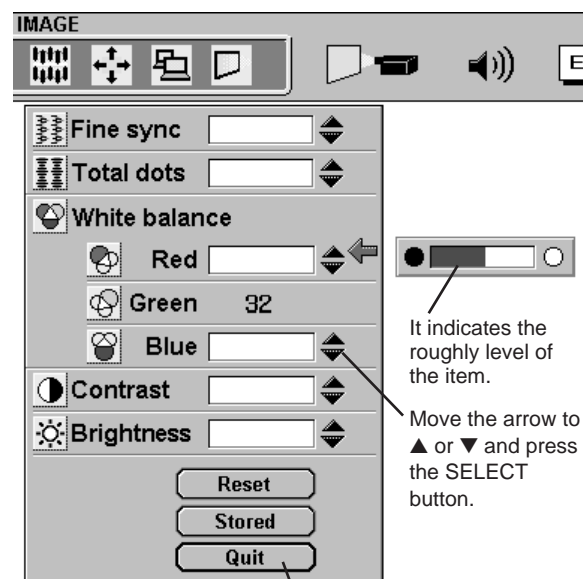 IMAGE
E
Fine sync
Total dots
White balance
Red
Green 32
Blue
Contrast
Brightness
Reset
Stored
Quit
It indicates the
roughly level of
the item.
Move the arrow to
▲ or ▼ and press
the SELECT
button.